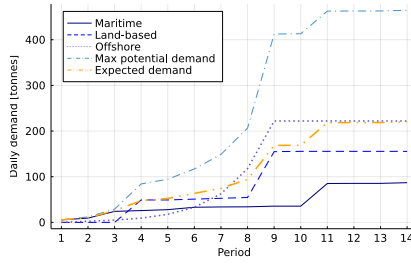 Daily demand [tonnes]
400
300
200
100
0
Maritime
Land-based
Offshore
Max potential demand
Expected demand
1 2 3 4 5 6 7 8 9 10 11 12 13 14
Period